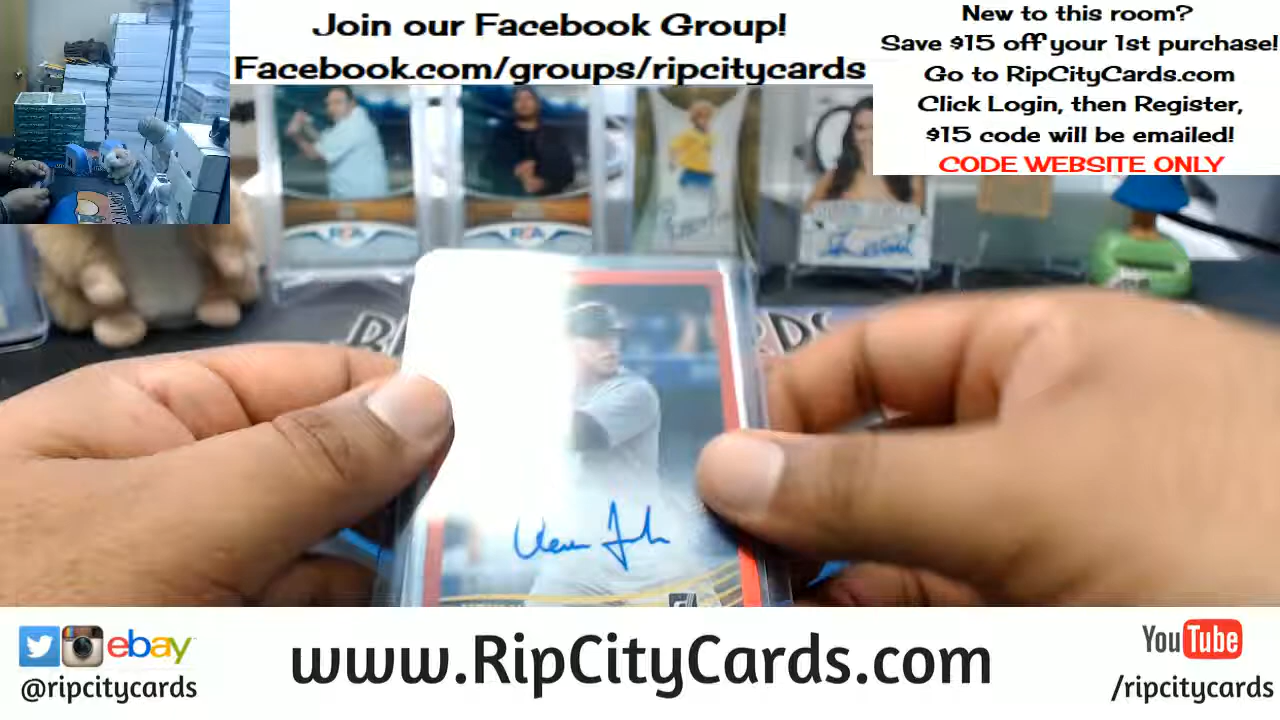 Join our Facebook Group!
Facebook.com/groups/ripcitycards
New to this room?
Save $15 off your 1st purchase!
Go to RipCityCards.com
Click Login, then Register,
$15 code will be emailed!
CODE WEBSITE ONLY
ebay
@ripcitycards
www.RipCityCards.com
YouTube
/ripcitycards